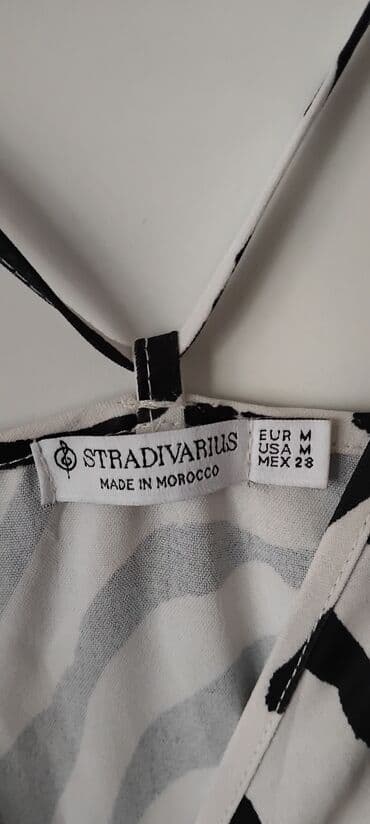 STRADIVARIUS
MADE IN MOROCCO
EUR M
USA M
MEX 28